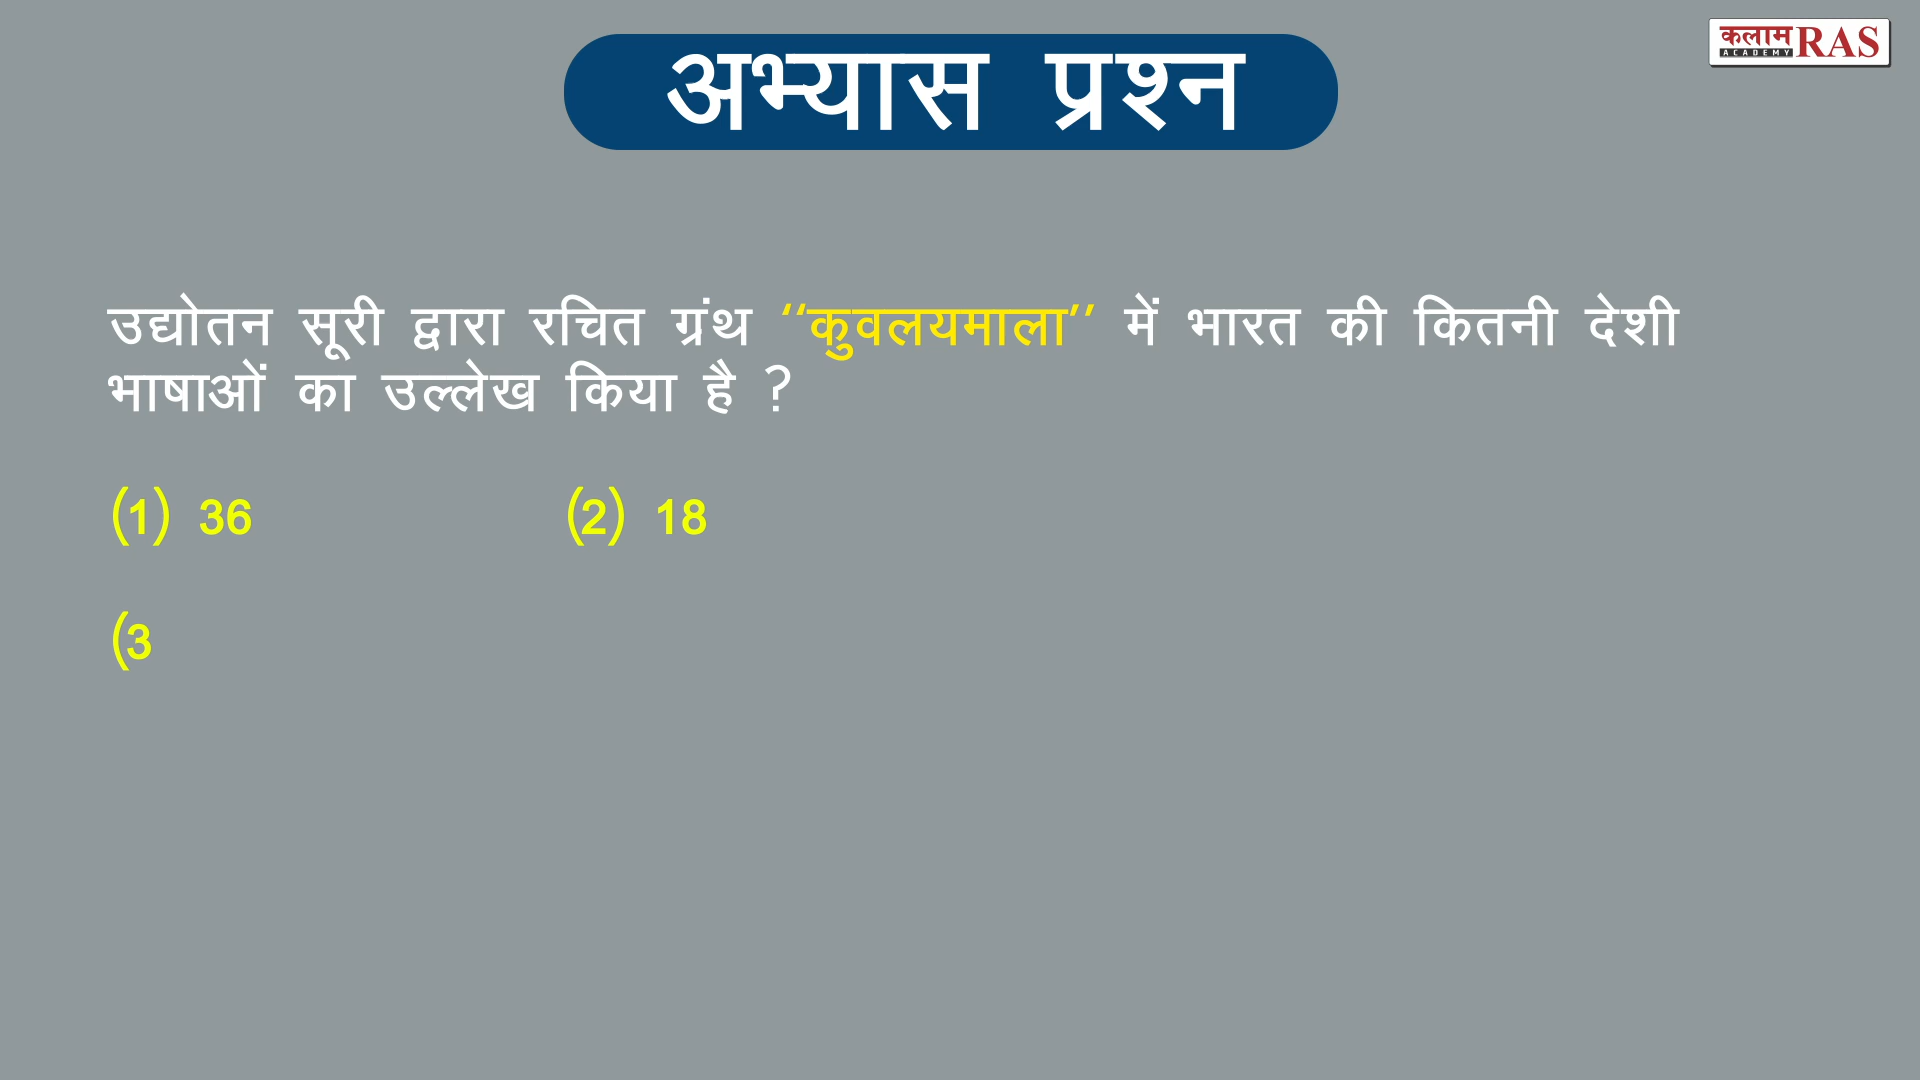 अभ्यास प्रश्न
कलाम RAS
ACADEMY
उद्योतन सूरी द्वारा रचित ग्रंथ ‘‘कुवलयमाला’’ में भारत की कितनी देशी
भाषाओं का उल्लेख किया है ?
(1) 36 (2) 18
(3